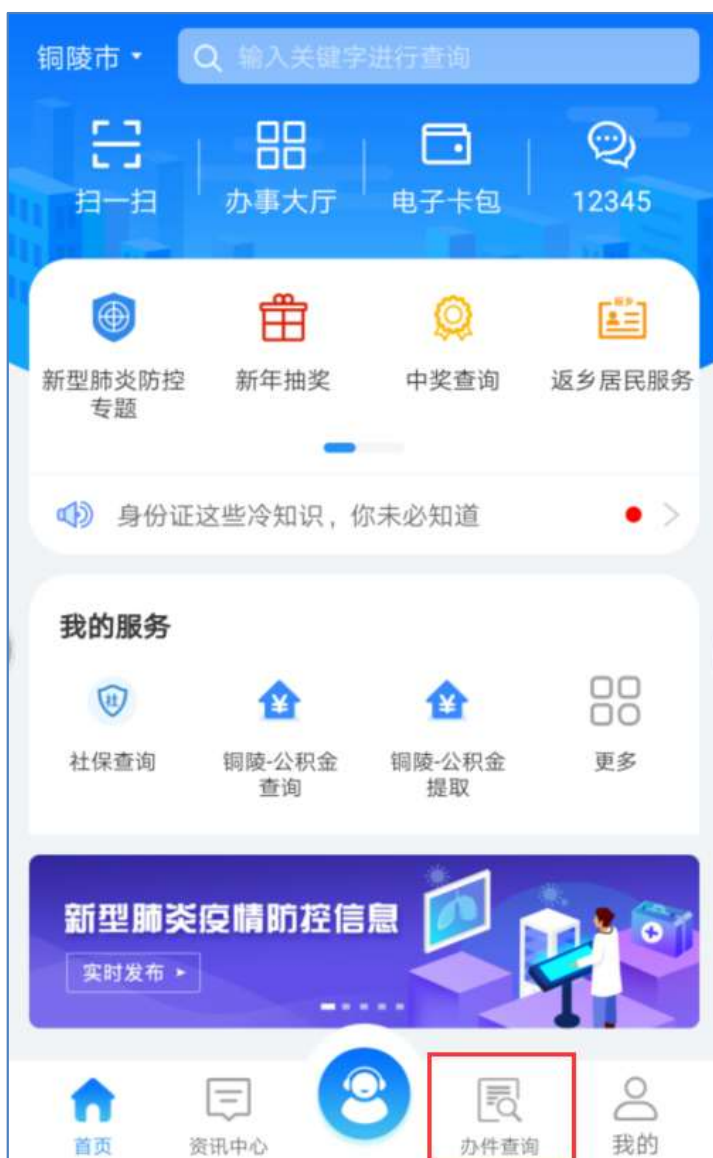 铜陵市
输入关键字进行查询
扫一扫
办事大厅
电子卡包
12345
新型肺炎防控
专题
新年抽奖
中奖查询
返乡
返乡居民服务
身份证这些冷知识，你未必知道
我的服务
社
社保查询
¥
铜陵-公积金
查询
¥
铜陵-公积金
提取
更多
新型肺炎疫情防控信息
实时发布
首页
资讯中心
办件查询
我的